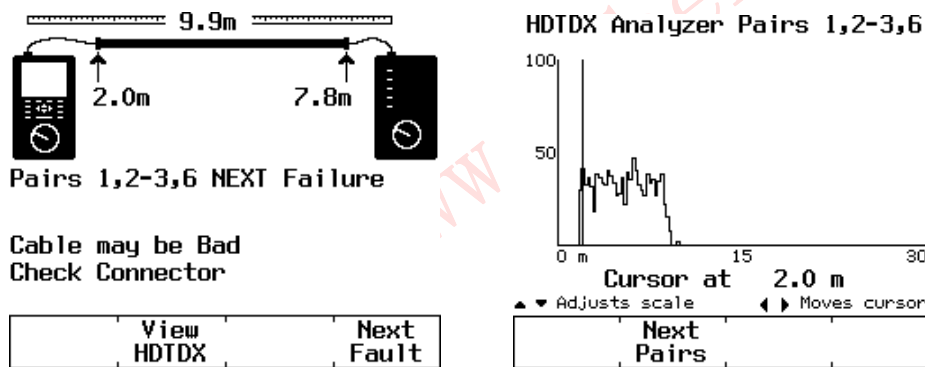 9.9m
2.0m
7.8m
Pairs 1,2-3,6 NEXT Failure
Cable may be Bad
Check Connector
View HDTDX
Next Fault
HDTDX Analyzer Pairs 1,2-3,6
100
50
0 m 15 30
Cursor at 2.0 m
▲ ▼ Adjusts scale ◀ ▶ Moves cursor
Next Pairs